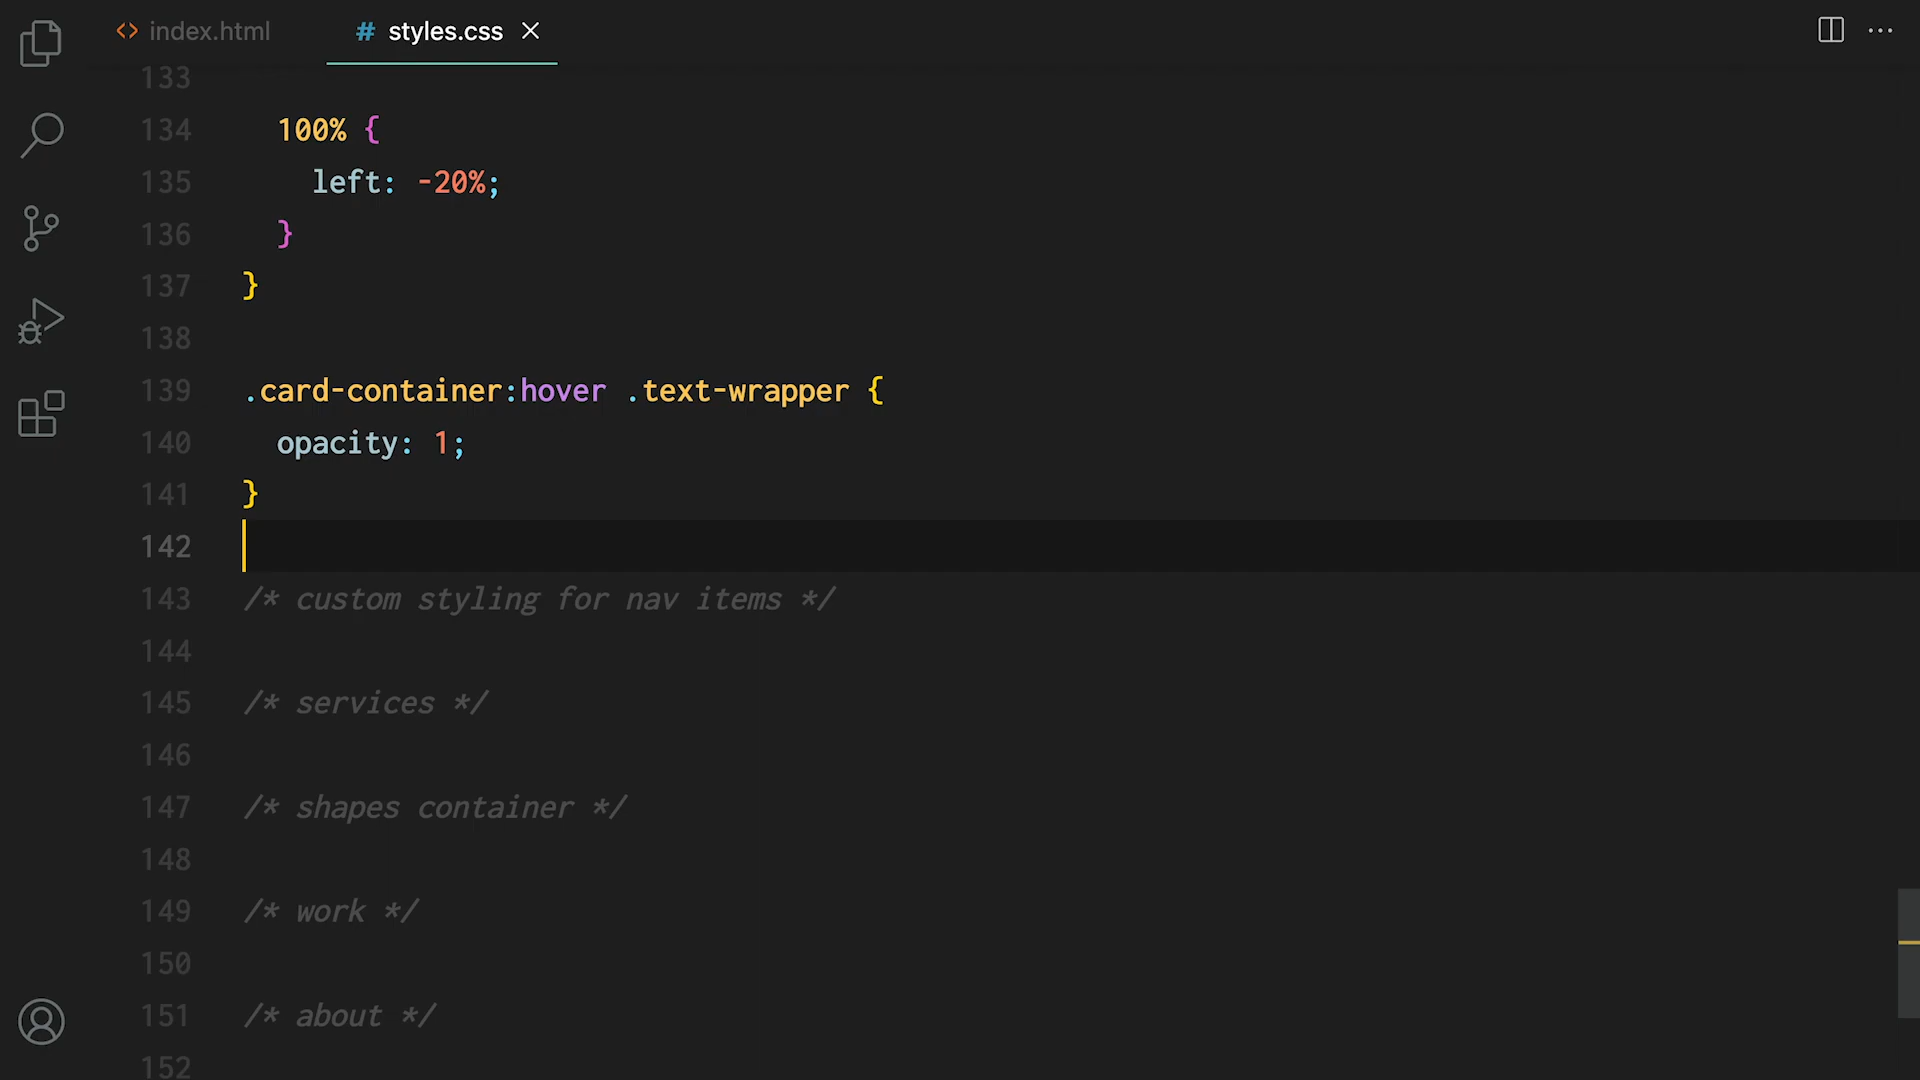 <> index.html # styles.css
133
134 100% {
135 left: -20%;
136 }
137 }
138
139 .card-container:hover .text-wrapper {
140 opacity: 1;
141 }
142
143 /* custom styling for nav items */
144
145 /* services */
146
147 /* shapes container */
148
149 /* work */
150
151 /* about */
152